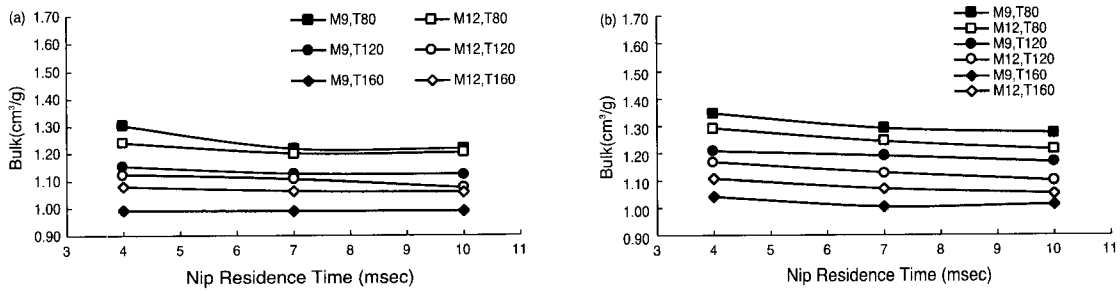 (a)
1.70
1.60
1.50
1.40
1.30
1.20
1.10
1.00
0.90
Bulk(cm³/g)
3 4 5 6 7 8 9 10 11
Nip Residence Time (msec)
M9,T80 M12,T80
M9,T120 M12,T120
M9,T160 M12,T160
(b)
1.70
1.60
1.50
1.40
1.30
1.20
1.10
1.00
0.90
Bulk(cm³/g)
3 4 5 6 7 8 9 10 11
Nip Residence Time (msec)
M9,T80
M12,T80
M9,T120
M12,T120
M9,T160
M12,T160